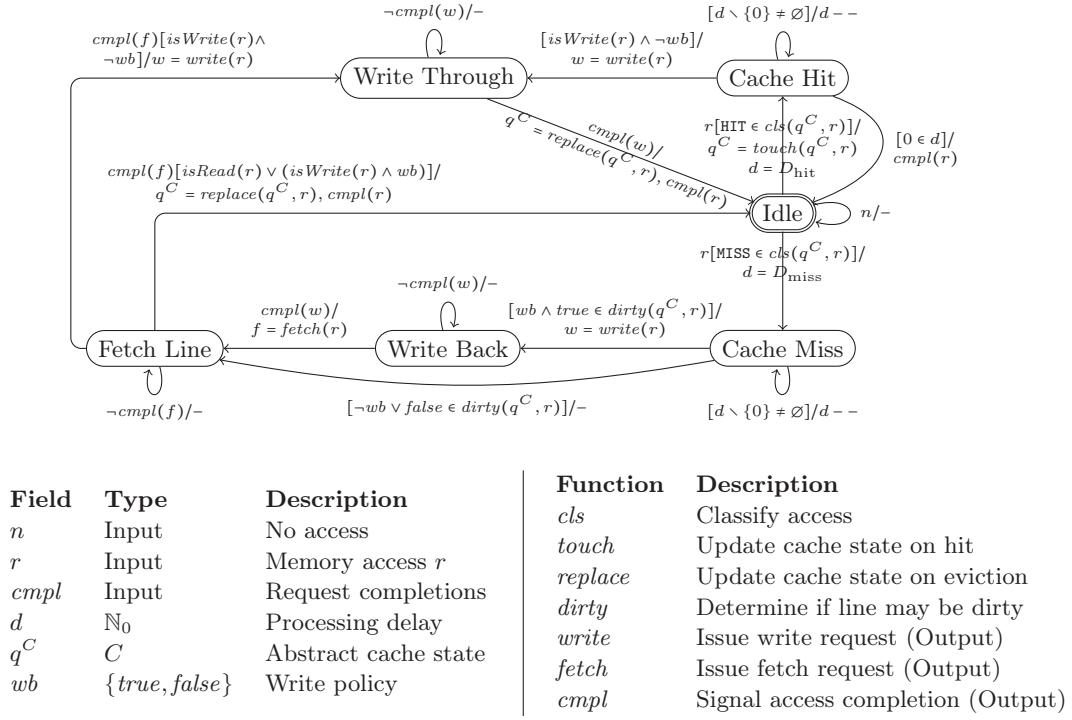 ¬cmpl(w)/-
[d ∖ {0} ≠ ∅]/d − −
cmpl(f)[isWrite(r)∧
¬wb]/w = write(r)
[isWrite(r) ∧ ¬wb]/
w = write(r)
Write Through
Cache Hit
cmpl(w)/
q^C = replace(q^C, r), cmpl(r)
r[HIT ∈ cls(q^C, r)]/
q^C = touch(q^C, r)
d = D_hit
[0 ∈ d]/
cmpl(r)
cmpl(f)[isRead(r) ∨ (isWrite(r) ∧ wb)]/
q^C = replace(q^C, r), cmpl(r)
Idle
n/-
r[MISS ∈ cls(q^C, r)]/
d = D_miss
¬cmpl(w)/-
cmpl(w)/
f = fetch(r)
[wb ∧ true ∈ dirty(q^C, r)]/
w = write(r)
Fetch Line
Write Back
Cache Miss
¬cmpl(f)/-
[¬wb ∨ false ∈ dirty(q^C, r)]/-
[d ∖ {0} ≠ ∅]/d − −
Field Type Description
n Input No access
r Input Memory access r
cmpl Input Request completions
d ℕ₀ Processing delay
q^C C Abstract cache state
wb {true, false} Write policy
Function Description
cls Classify access
touch Update cache state on hit
replace Update cache state on eviction
dirty Determine if line may be dirty
write Issue write request (Output)
fetch Issue fetch request (Output)
cmpl Signal access completion (Output)